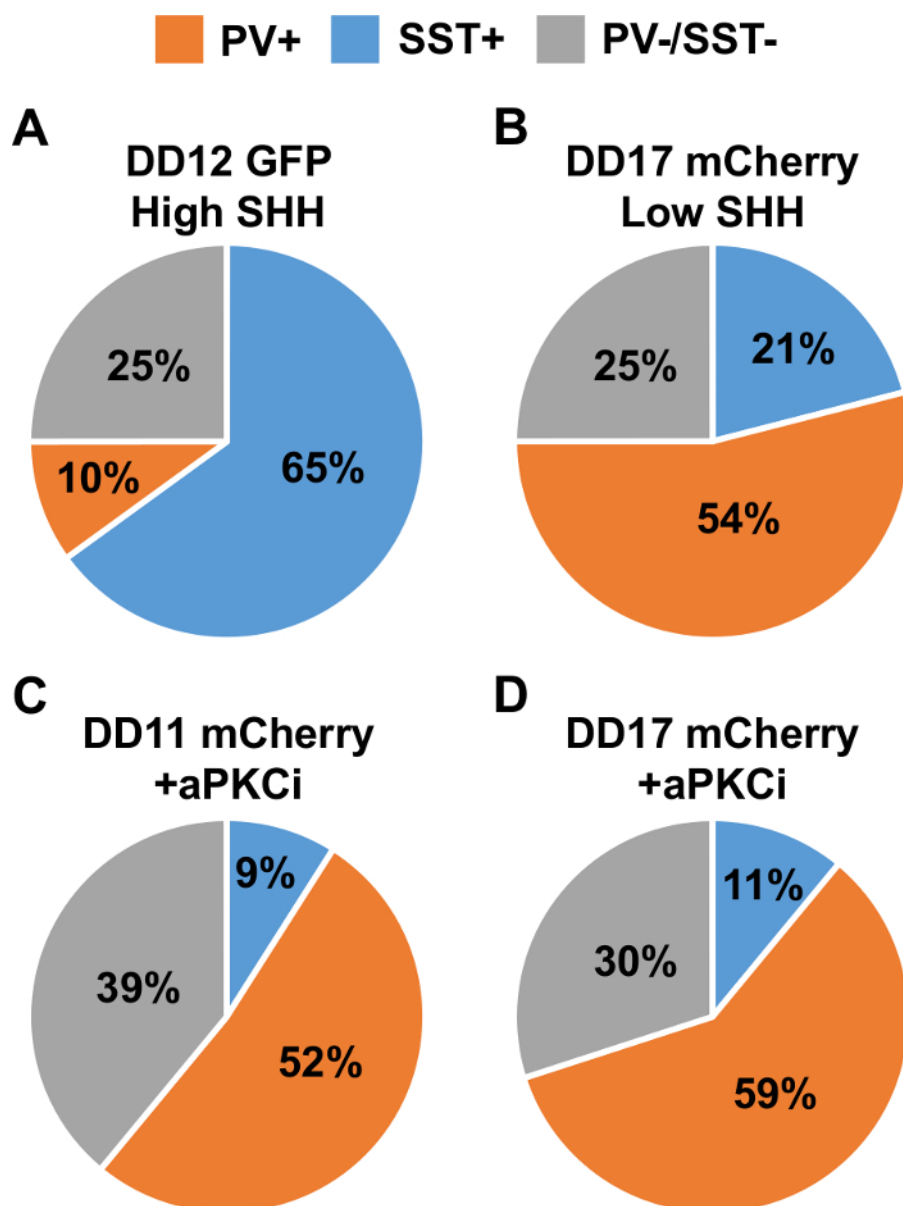 PV+ SST+ PV-/SST-
A
DD12 GFP
High SHH
25%
10%
65%
B
DD17 mCherry
Low SHH
25%
21%
54%
C
DD11 mCherry
+aPKCi
9%
39%
52%
D
DD17 mCherry
+aPKCi
11%
30%
59%